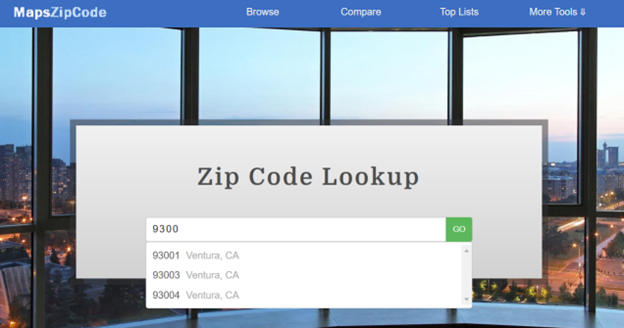 MapsZipCode
Browse Compare Top Lists More Tools ⇓
Zip Code Lookup
9300 GO
93001 Ventura, CA
93003 Ventura, CA
93004 Ventura, CA